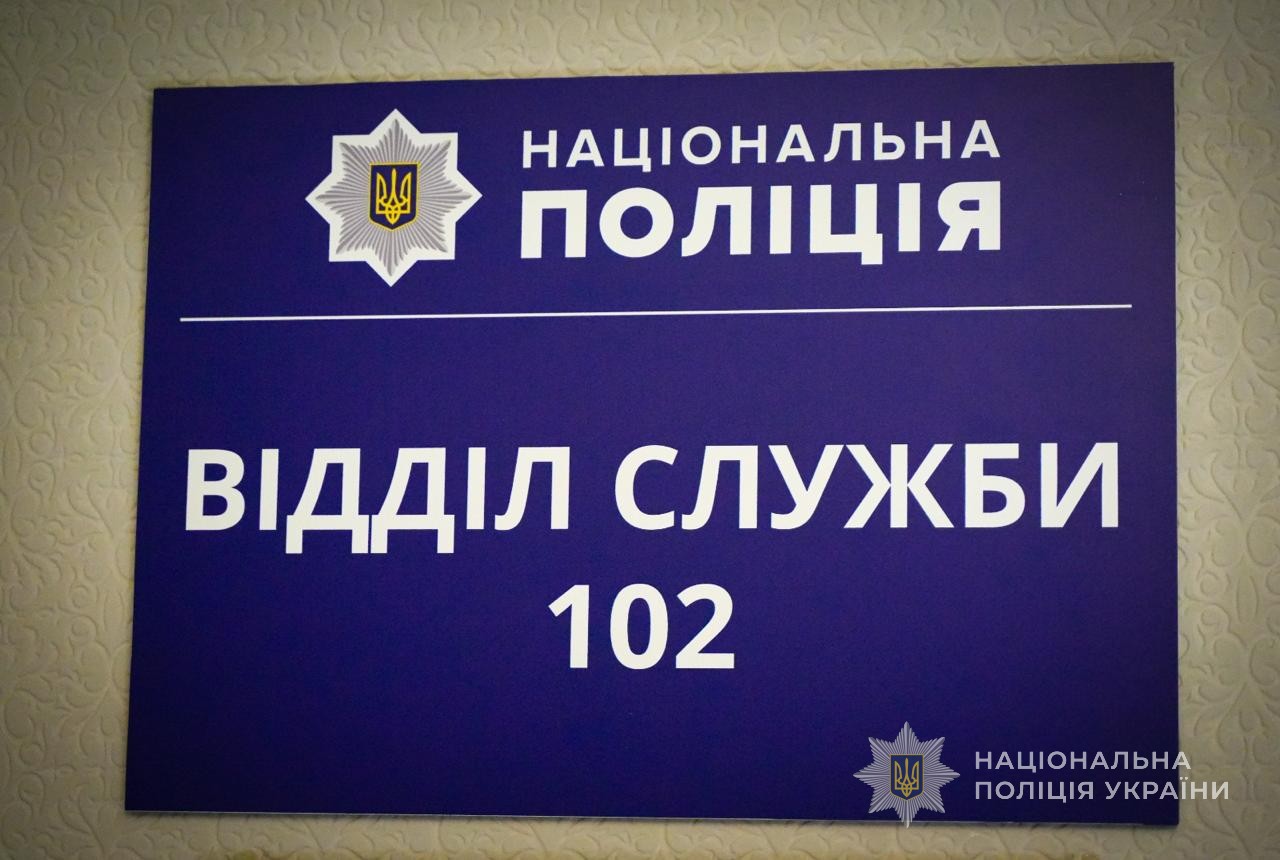 НАЦІОНАЛЬНА
ПОЛІЦІЯ
ВІДДІЛ СЛУЖБИ
102
НАЦІОНАЛЬНА
ПОЛІЦІЯ УКРАЇНИ